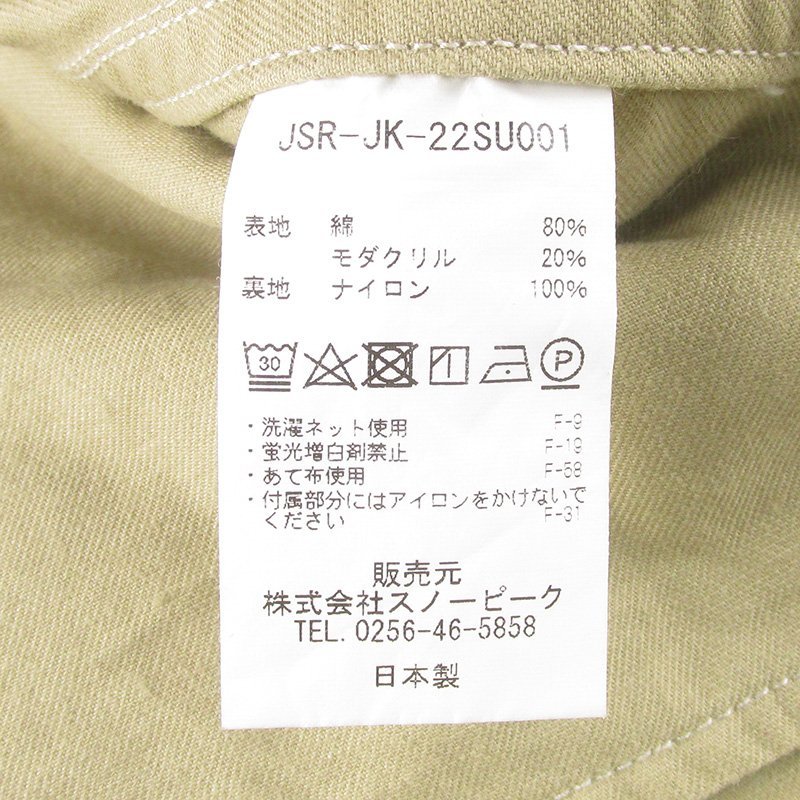 JSR-JK-22SU001
表地 綿 80%
モダクリル 20%
裏地 ナイロン 100%
30 P
・洗濯ネット使用 F-9
・蛍光増白剤禁止 F-19
・あて布使用 F-58
・付属部分にはアイロンをかけないで
ください F-31
販売元
株式会社スノーピーク
TEL. 0256-46-5858
日本製